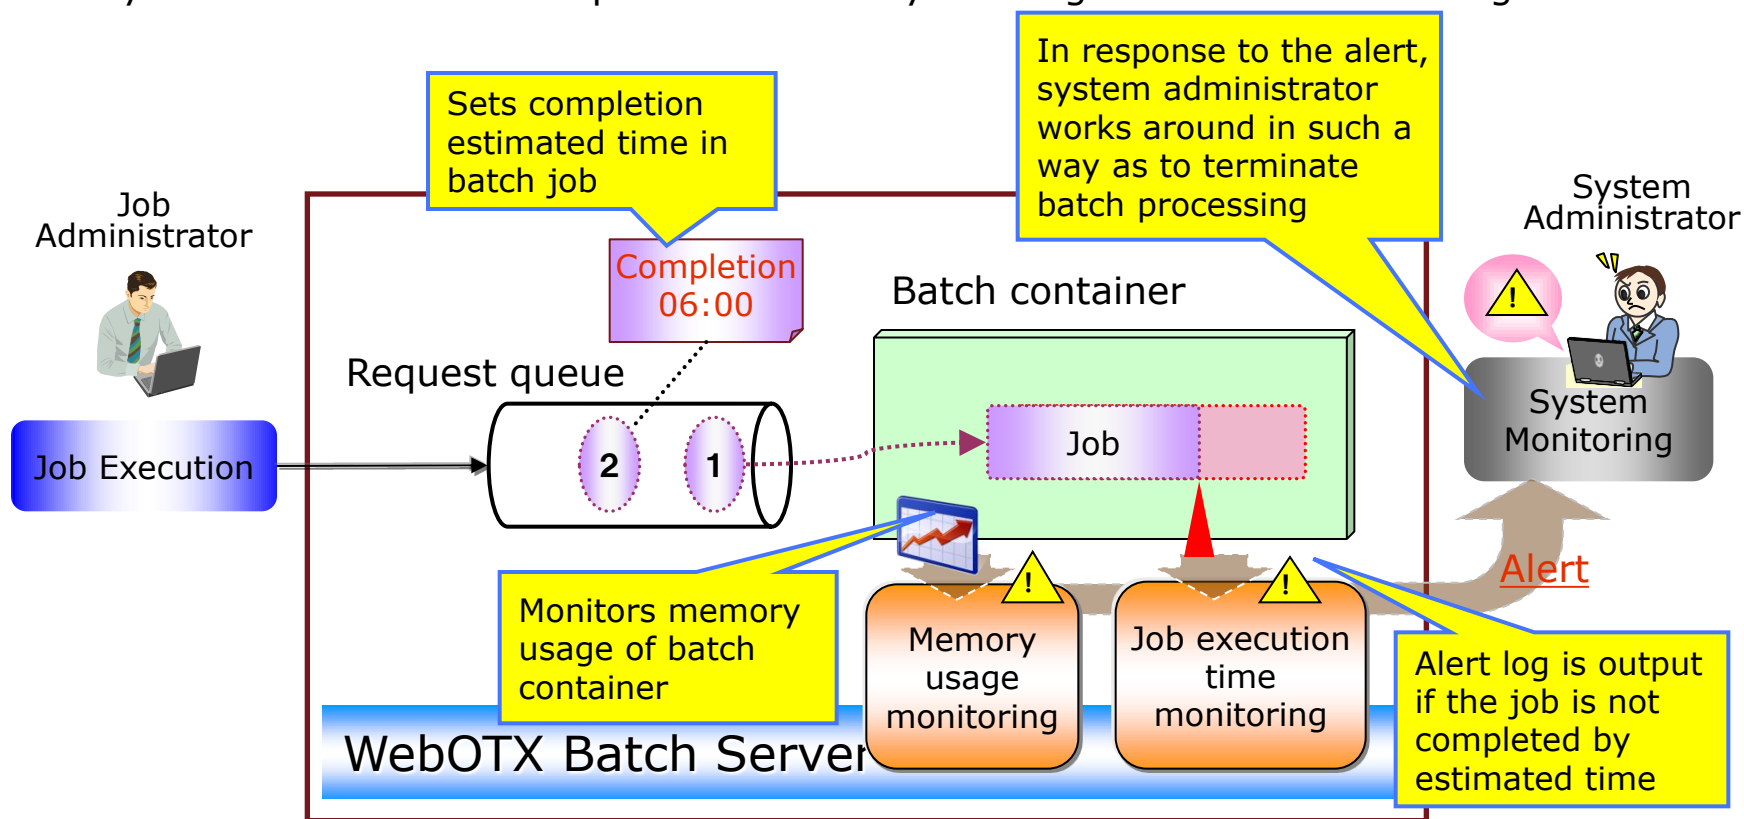 In response to the alert,
system administrator
works around in such a
way as to terminate
batch processing
Sets completion
estimated time in
batch job
Job
Administrator
System
Administrator
Completion
06:00
!
Batch container
Request queue
Job Execution
2
1
Job
System
Monitoring
Alert
!
!
Monitors memory
usage of batch
container
Memory
usage
monitoring
Job execution
time
monitoring
Alert log is output
if the job is not
completed by
estimated time
WebOTX Batch Server